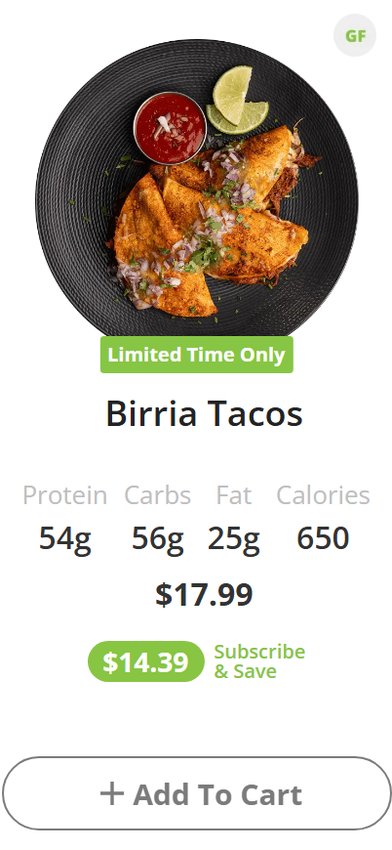 GF
Limited Time Only
Birria Tacos
Protein Carbs Fat Calories
54g 56g 25g 650
$17.99
$14.39 Subscribe
& Save
+ Add To Cart